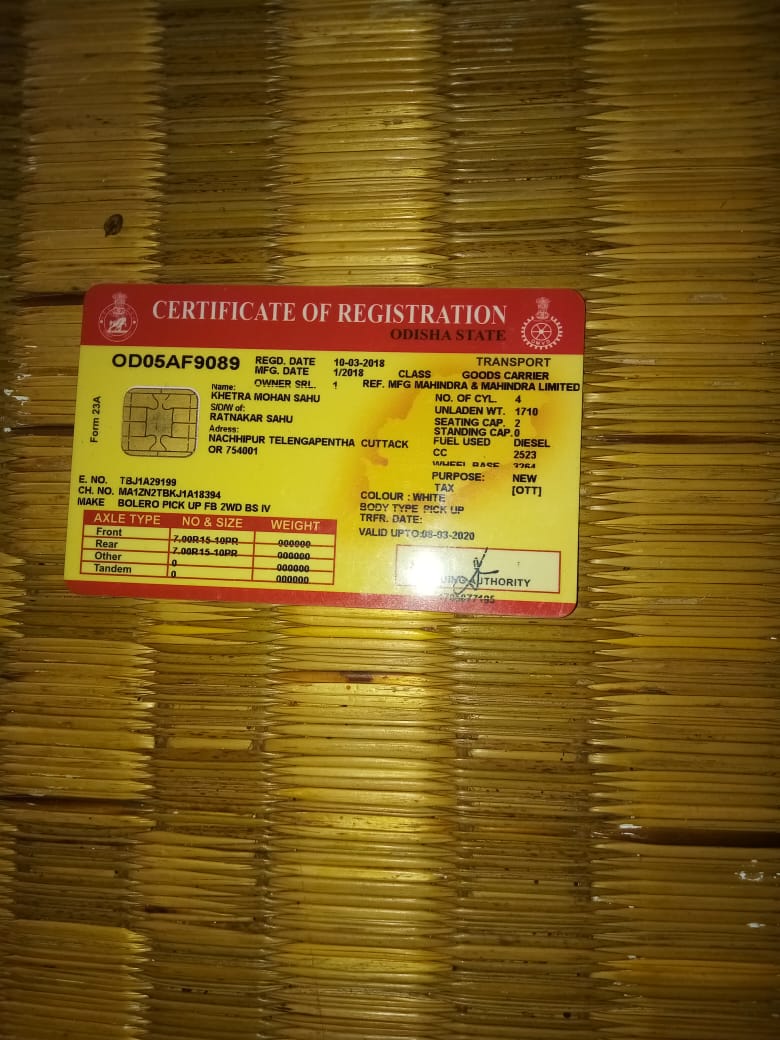 CERTIFICATE OF REGISTRATION
ODISHA STATE
OD05AF9089 REGD. DATE 10-03-2018 TRANSPORT
MFG. DATE 1/2018 CLASS GOODS CARRIER
OWNER SRL. 1 REF. MFG MAHINDRA & MAHINDRA LIMITED
Form 23A
Name:
KHETRA MOHAN SAHU
S/D/W of:
RATNAKAR SAHU
Adress:
NACHHIPUR TELENGAPENTHA CUTTACK
OR 754001
NO. OF CYL. 4
UNLADEN WT. 1710
SEATING CAP. 2
STANDING CAP. 0
FUEL USED DIESEL
CC 2523
WHEEL BASE 3264
E. NO. TBJ1A29199
CH. NO. MA1ZN2TBKJ1A18394
MAKE BOLERO PICK UP FB 2WD BS IV
PURPOSE: NEW
TAX [OTT]
COLOUR : WHITE
BODY TYPE PICK UP
TRFR. DATE:
VALID UPTO:08-03-2020
AXLE TYPE NO & SIZE WEIGHT
Front 7.00R15-10PR 000000
Rear 7.00R15-10PR 000000
Other 0 000000
Tandem 0 000000
AUTHORITY